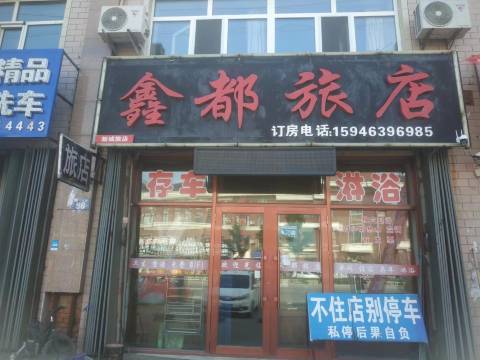 精品
洗车
4443
鑫都旅店
订房电话:15946396985
旅店
存车
淋浴
不住店别停车
私停后果自负